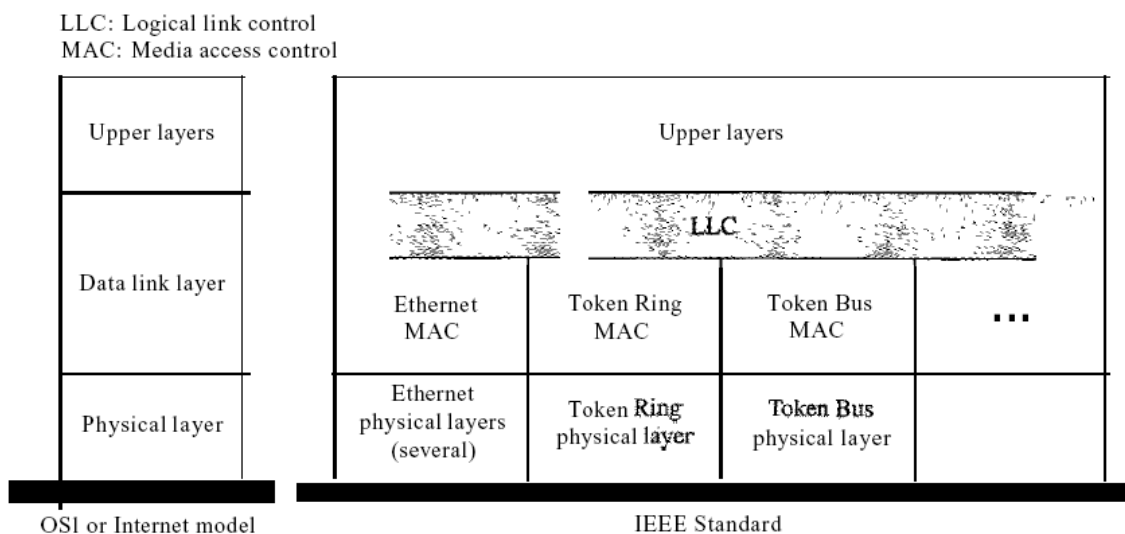 LLC: Logical link control
MAC: Media access control
Upper layers
Upper layers
LLC
Data link layer
Ethernet
MAC
Token Ring
MAC
Token Bus
MAC
...
Physical layer
Ethernet
physical layers
(several)
Token Ring
physical layer
Token Bus
physical layer
OS1 or Internet model
IEEE Standard